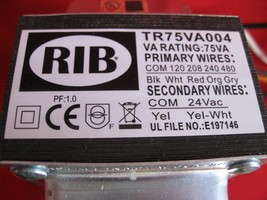 RIB
TR75VA004
VA RATING:75VA
PRIMARY WIRES:
COM 120 208 240 480
Blk Wht Red Org Gry
SECONDARY WIRES:
COM 24Vac
Yel Yel-Wht
UL FILE NO.:E197146
PF:1.0
CE